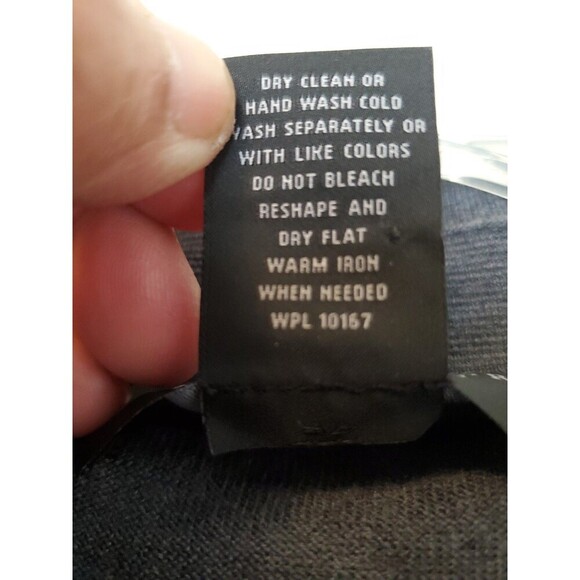 DRY CLEAN OR
HAND WASH COLD
WASH SEPARATELY OR
WITH LIKE COLORS
DO NOT BLEACH
RESHAPE AND
DRY FLAT
WARM IRON
WHEN NEEDED
WPL 10167